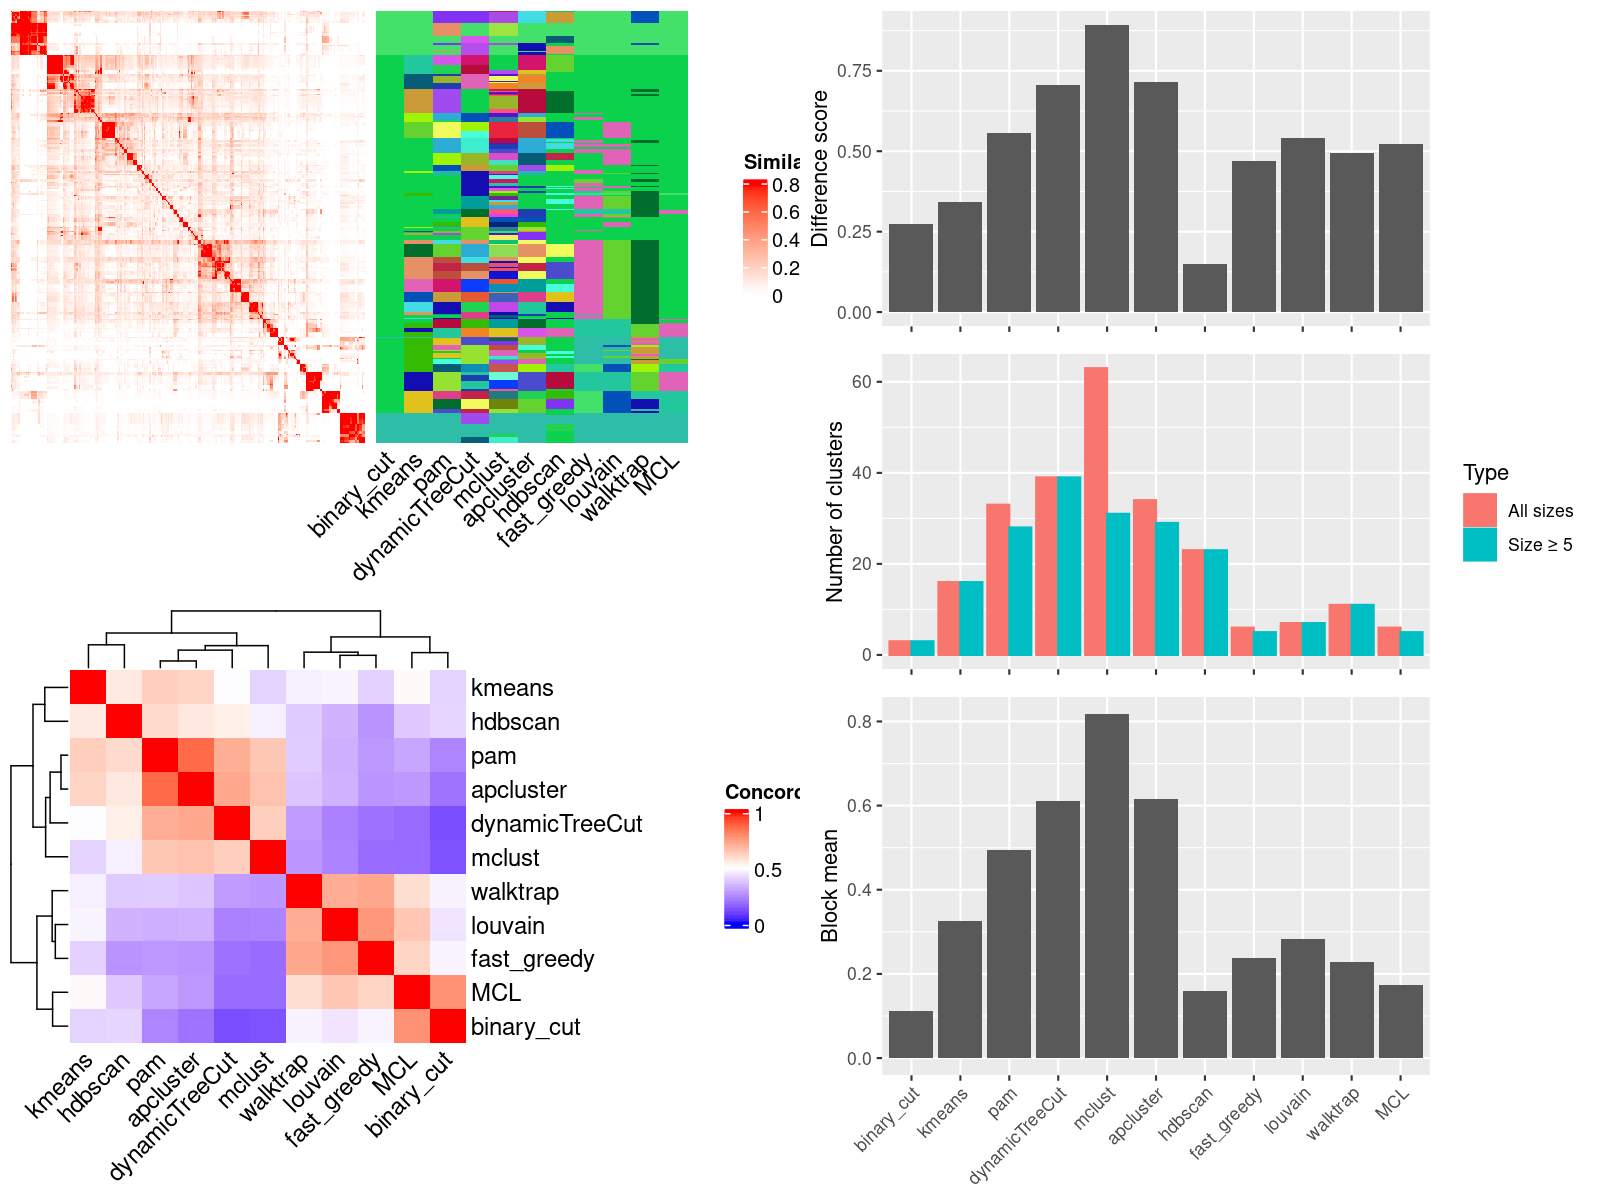 Simila
0.8
0.6
0.4
0.2
0
binary_cut
kmeans
pam
dynamicTreeCut
mclust
apcluster
hdbscan
fast_greedy
louvain
walktrap
MCL
Difference score
0.75
0.50
0.25
0.00
Number of clusters
60
40
20
0
Type
All sizes
Size ≥ 5
kmeans
hdbscan
pam
apcluster
dynamicTreeCut
mclust
walktrap
louvain
fast_greedy
MCL
binary_cut
kmeans
hdbscan
pam
apcluster
dynamicTreeCut
mclust
walktrap
louvain
fast_greedy
MCL
binary_cut
Concord
1
0.5
0
Block mean
0.8
0.6
0.4
0.2
0.0
binary_cut
kmeans
pam
dynamicTreeCut
mclust
apcluster
hdbscan
fast_greedy
louvain
walktrap
MCL